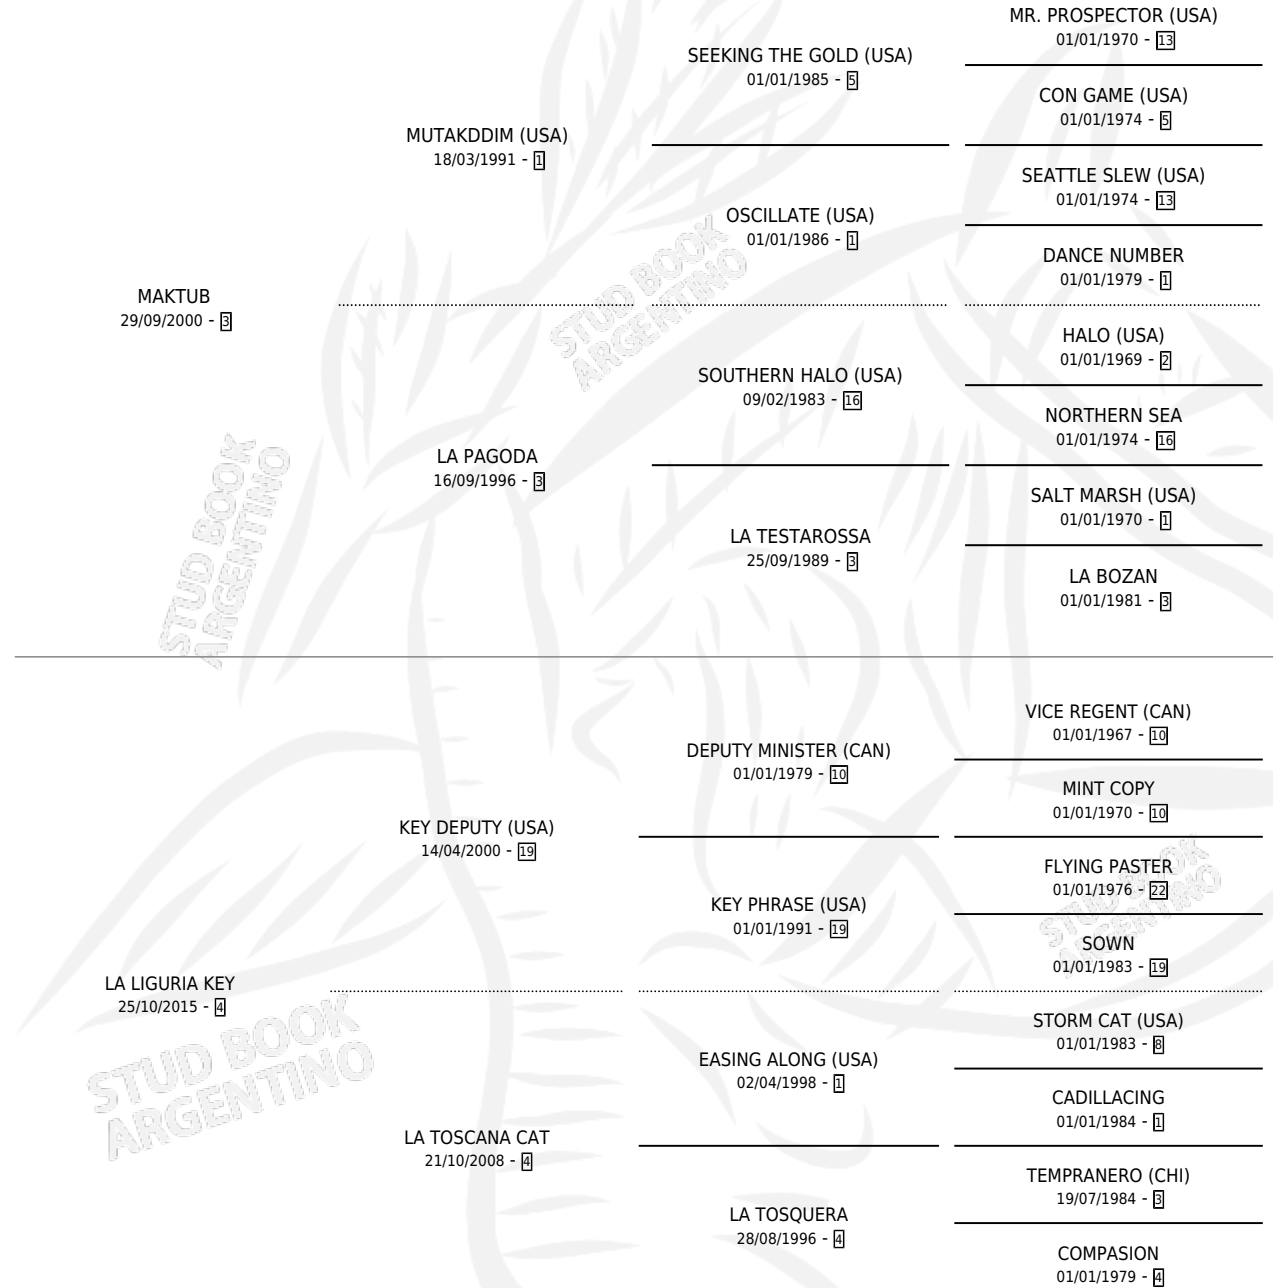 MR. PROSPECTOR (USA)
01/01/1970 - 13
SEEKING THE GOLD (USA)
01/01/1985 - 5
CON GAME (USA)
01/01/1974 - 5
MUTAKDDIM (USA)
18/03/1991 - 1
SEATTLE SLEW (USA)
01/01/1974 - 13
OSCILLATE (USA)
01/01/1986 - 1
DANCE NUMBER
01/01/1979 - 1
MAKTUB
29/09/2000 - 3
STUD BOOK
ARGENTINO
HALO (USA)
01/01/1969 - 2
SOUTHERN HALO (USA)
09/02/1983 - 16
NORTHERN SEA
01/01/1974 - 16
LA PAGODA
16/09/1996 - 3
SALT MARSH (USA)
01/01/1970 - 1
LA TESTAROSSA
25/09/1989 - 3
LA BOZAN
01/01/1981 - 3
STUD BOOK
ARGENTINO
VICE REGENT (CAN)
01/01/1967 - 10
DEPUTY MINISTER (CAN)
01/01/1979 - 10
MINT COPY
01/01/1970 - 10
KEY DEPUTY (USA)
14/04/2000 - 19
FLYING PASTER
01/01/1976 - 22
KEY PHRASE (USA)
01/01/1991 - 19
SOWN
01/01/1983 - 19
STUD BOOK
ARGENTINO
LA LIGURIA KEY
25/10/2015 - 4
STORM CAT (USA)
01/01/1983 - 8
EASING ALONG (USA)
02/04/1998 - 1
CADILLACING
01/01/1984 - 1
STUD BOOK
ARGENTINO
LA TOSCANA CAT
21/10/2008 - 4
TEMPRANERO (CHI)
19/07/1984 - 3
LA TOSQUERA
28/08/1996 - 4
COMPASION
01/01/1979 - 4